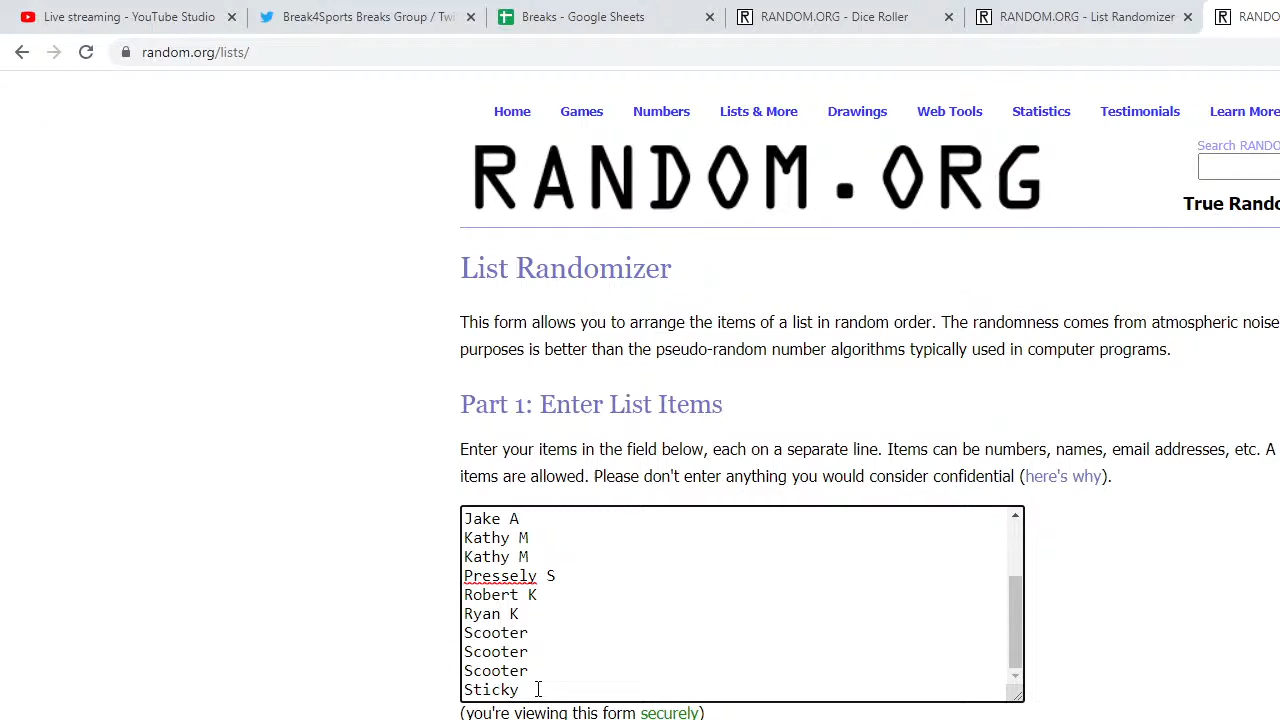 Live streaming - YouTube Studio
Break4Sports Breaks Group / Twi
Breaks - Google Sheets
RANDOM.ORG - Dice Roller
RANDOM.ORG - List Randomizer
RANDO
random.org/lists/
Home Games Numbers Lists & More Drawings Web Tools Statistics Testimonials Learn More
Search RANDO
RANDOM.ORG
True Rando
List Randomizer
This form allows you to arrange the items of a list in random order. The randomness comes from atmospheric noise
purposes is better than the pseudo-random number algorithms typically used in computer programs.
Part 1: Enter List Items
Enter your items in the field below, each on a separate line. Items can be numbers, names, email addresses, etc. A
items are allowed. Please don't enter anything you would consider confidential (here's why).
Jake A
Kathy M
Kathy M
Pressely S
Robert K
Ryan K
Scooter
Scooter
Scooter
Sticky
(you're viewing this form securely)